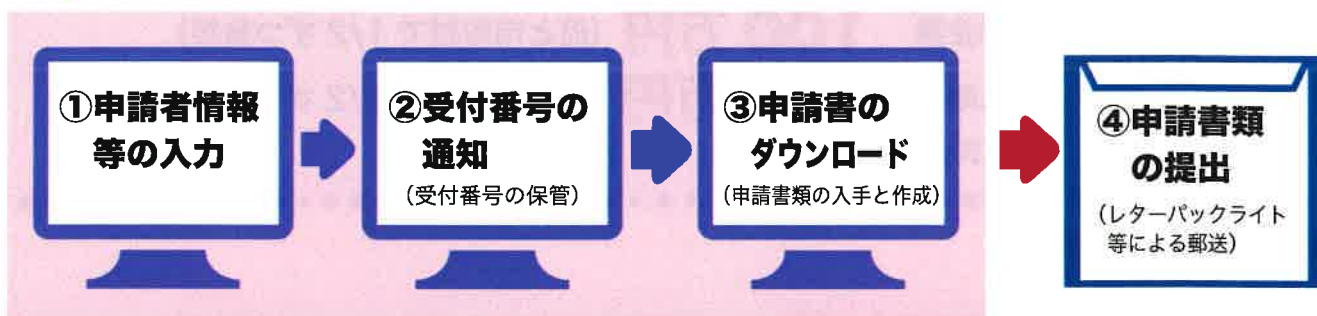 ①申請者情報
等の入力
②受付番号の
通知
(受付番号の保管)
③申請書の
ダウンロード
(申請書類の入手と作成)
④申請書類
の提出
(レターパックライト
等による郵送)